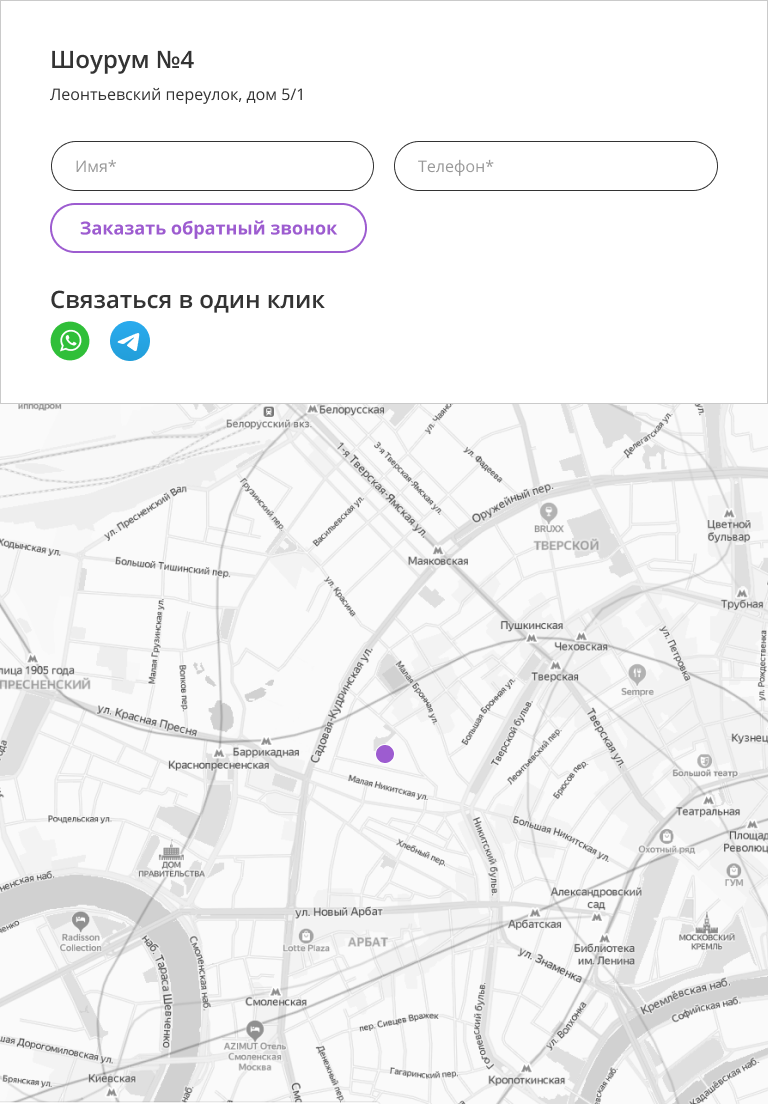 Шоурум №4
Леонтьевский переулок, дом 5/1
Имя*
Телефон*
Заказать обратный звонок
Связаться в один клик
ипподром
Белорусский вкз.
Белорусская
1-я Тверская-Ямская ул.
3-я Тверская-Ямская ул.
ул. Фадеева
Делегатская ул.
Грузинский пер.
Васильевская ул.
ул. Пресненский Вал
Оружейный пер.
BRUXX
ТВЕРСКОЙ
Цветной
бульвар
Ходынская ул.
Большой Тишинский пер.
Маяковская
ул. Красина
Трубная
Малая Грузинская ул.
Волков пер.
Пушкинская
Чеховская
Тверская
ул. Петровка
ул. Рождественка
лица 1905 года
ПРЕСНЕНСКИЙ
Sempre
Садовая-Кудринская ул.
Малая Бронная ул.
Большая Бронная ул.
Тверской бульв.
Леонтьевский пер.
Брюсов пер.
Тверская ул.
ул. Красная Пресня
Баррикадная
Краснопресненская
Кузнец
Большой театр
Малая Никитская ул.
Театральная
Рочдельская ул.
Хлебный пер.
Никитский бульв.
Большая Никитская ул.
Охотный ряд
Площад
Революц
ДОМ
ПРАВИТЕЛЬСТВА
ГУМ
ненская наб.
Александровский
сад
ул. Новый Арбат
Арбатская
Radisson
Collection
наб. Тараса Шевченко
Смоленская наб.
Lotte Plaza
АРБАТ
Библиотека
им. Ленина
МОСКОВСКИЙ
КРЕМЛЬ
ул. Знаменка
Смоленская
Кремлёвская наб.
Софийская наб.
пер. Сивцев Вражек
Гоголевский бульв.
ул. Волхонка
AZIMUT Отель
Смоленская
Москва
шая Дорогомиловская ул.
Денежный пер.
Гагаринский пер.
Кропоткинская
Кадашёвская наб.
Брянская ул.
Киевская